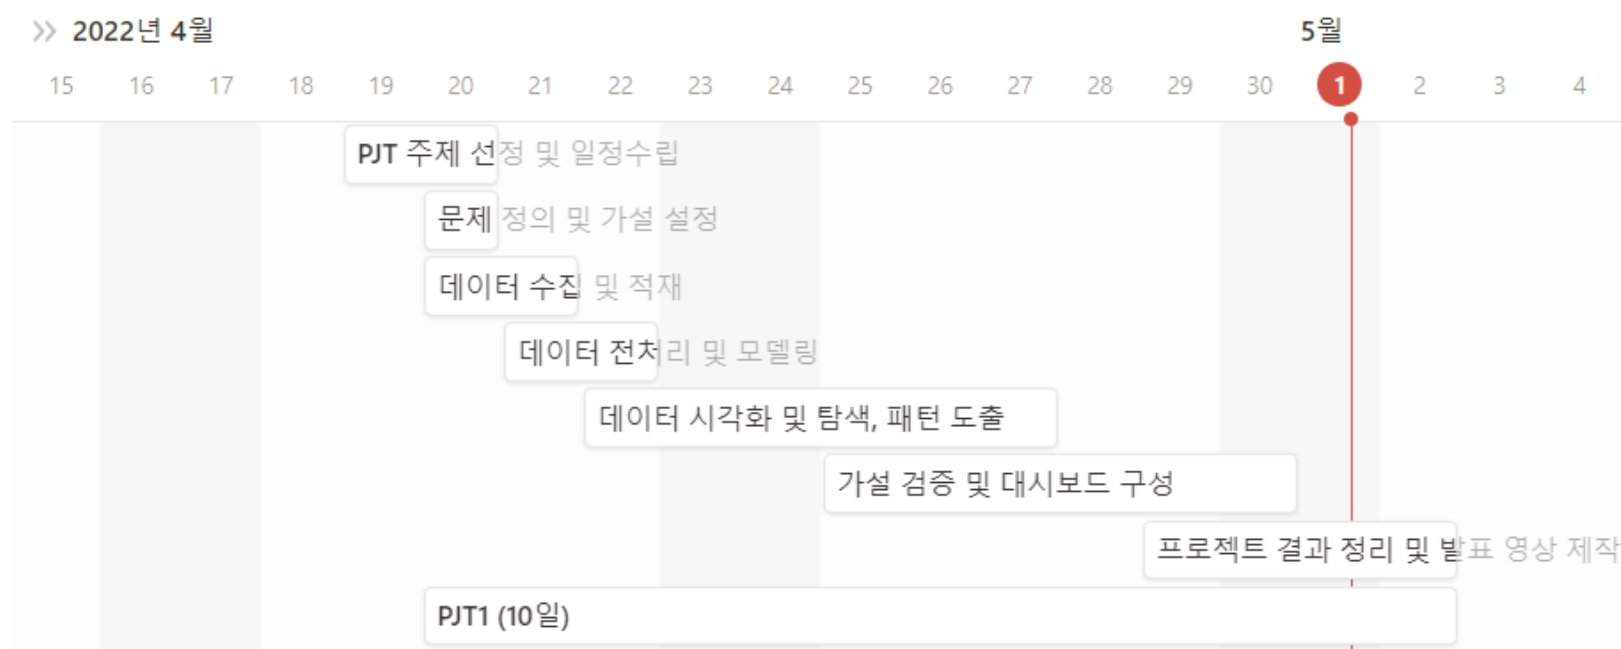 2022년 4월 5월
15 16 17 18 19 20 21 22 23 24 25 26 27 28 29 30 1 2 3 4
PJT 주제 선정 및 일정수립
문제 정의 및 가설 설정
데이터 수집 및 적재
데이터 전처리 및 모델링
데이터 시각화 및 탐색, 패턴 도출
가설 검증 및 대시보드 구성
프로젝트 결과 정리 및 발표 영상 제작
PJT1 (10일)